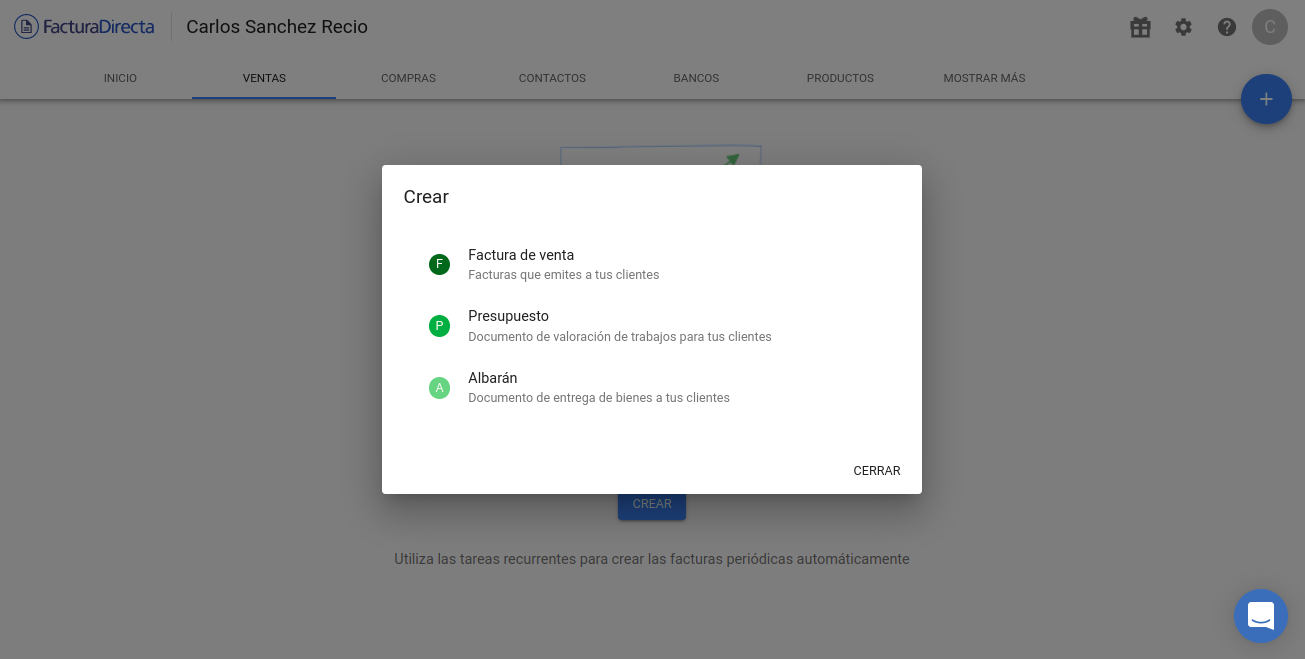 FacturaDirecta
Carlos Sanchez Recio
C
INICIO
VENTAS
COMPRAS
CONTACTOS
BANCOS
PRODUCTOS
MOSTRAR MÁS
+
Crear
F
Factura de venta
Facturas que emites a tus clientes
P
Presupuesto
Documento de valoración de trabajos para tus clientes
A
Albarán
Documento de entrega de bienes a tus clientes
CERRAR
CREAR
Utiliza las tareas recurrentes para crear las facturas periódicas automáticamente